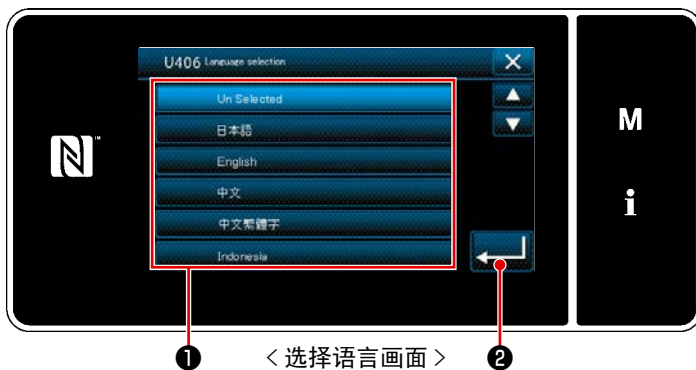 U406 Language selection
Un Selected
日本語
English
中文
中文繁體字
Indonesia
M
i
❶ <选择语言画面> ❷